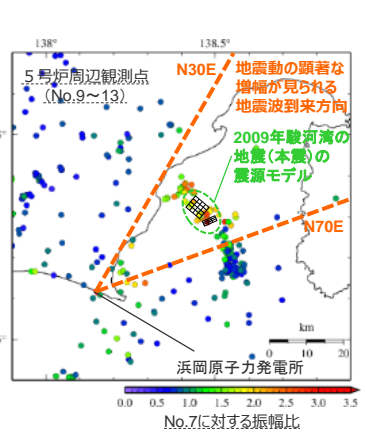 138°
138.5°
5号炉周辺観測点
(No.9～13)
N30E
地震動の顕著な
増幅が見られる
地震波到来方向
2009年駿河湾の
地震(本震)の
震源モデル
N70E
km
0 10 20
浜岡原子力発電所
0.0 0.5 1.0 1.5 2.0 2.5 3.0 3.5
No.7に対する振幅比